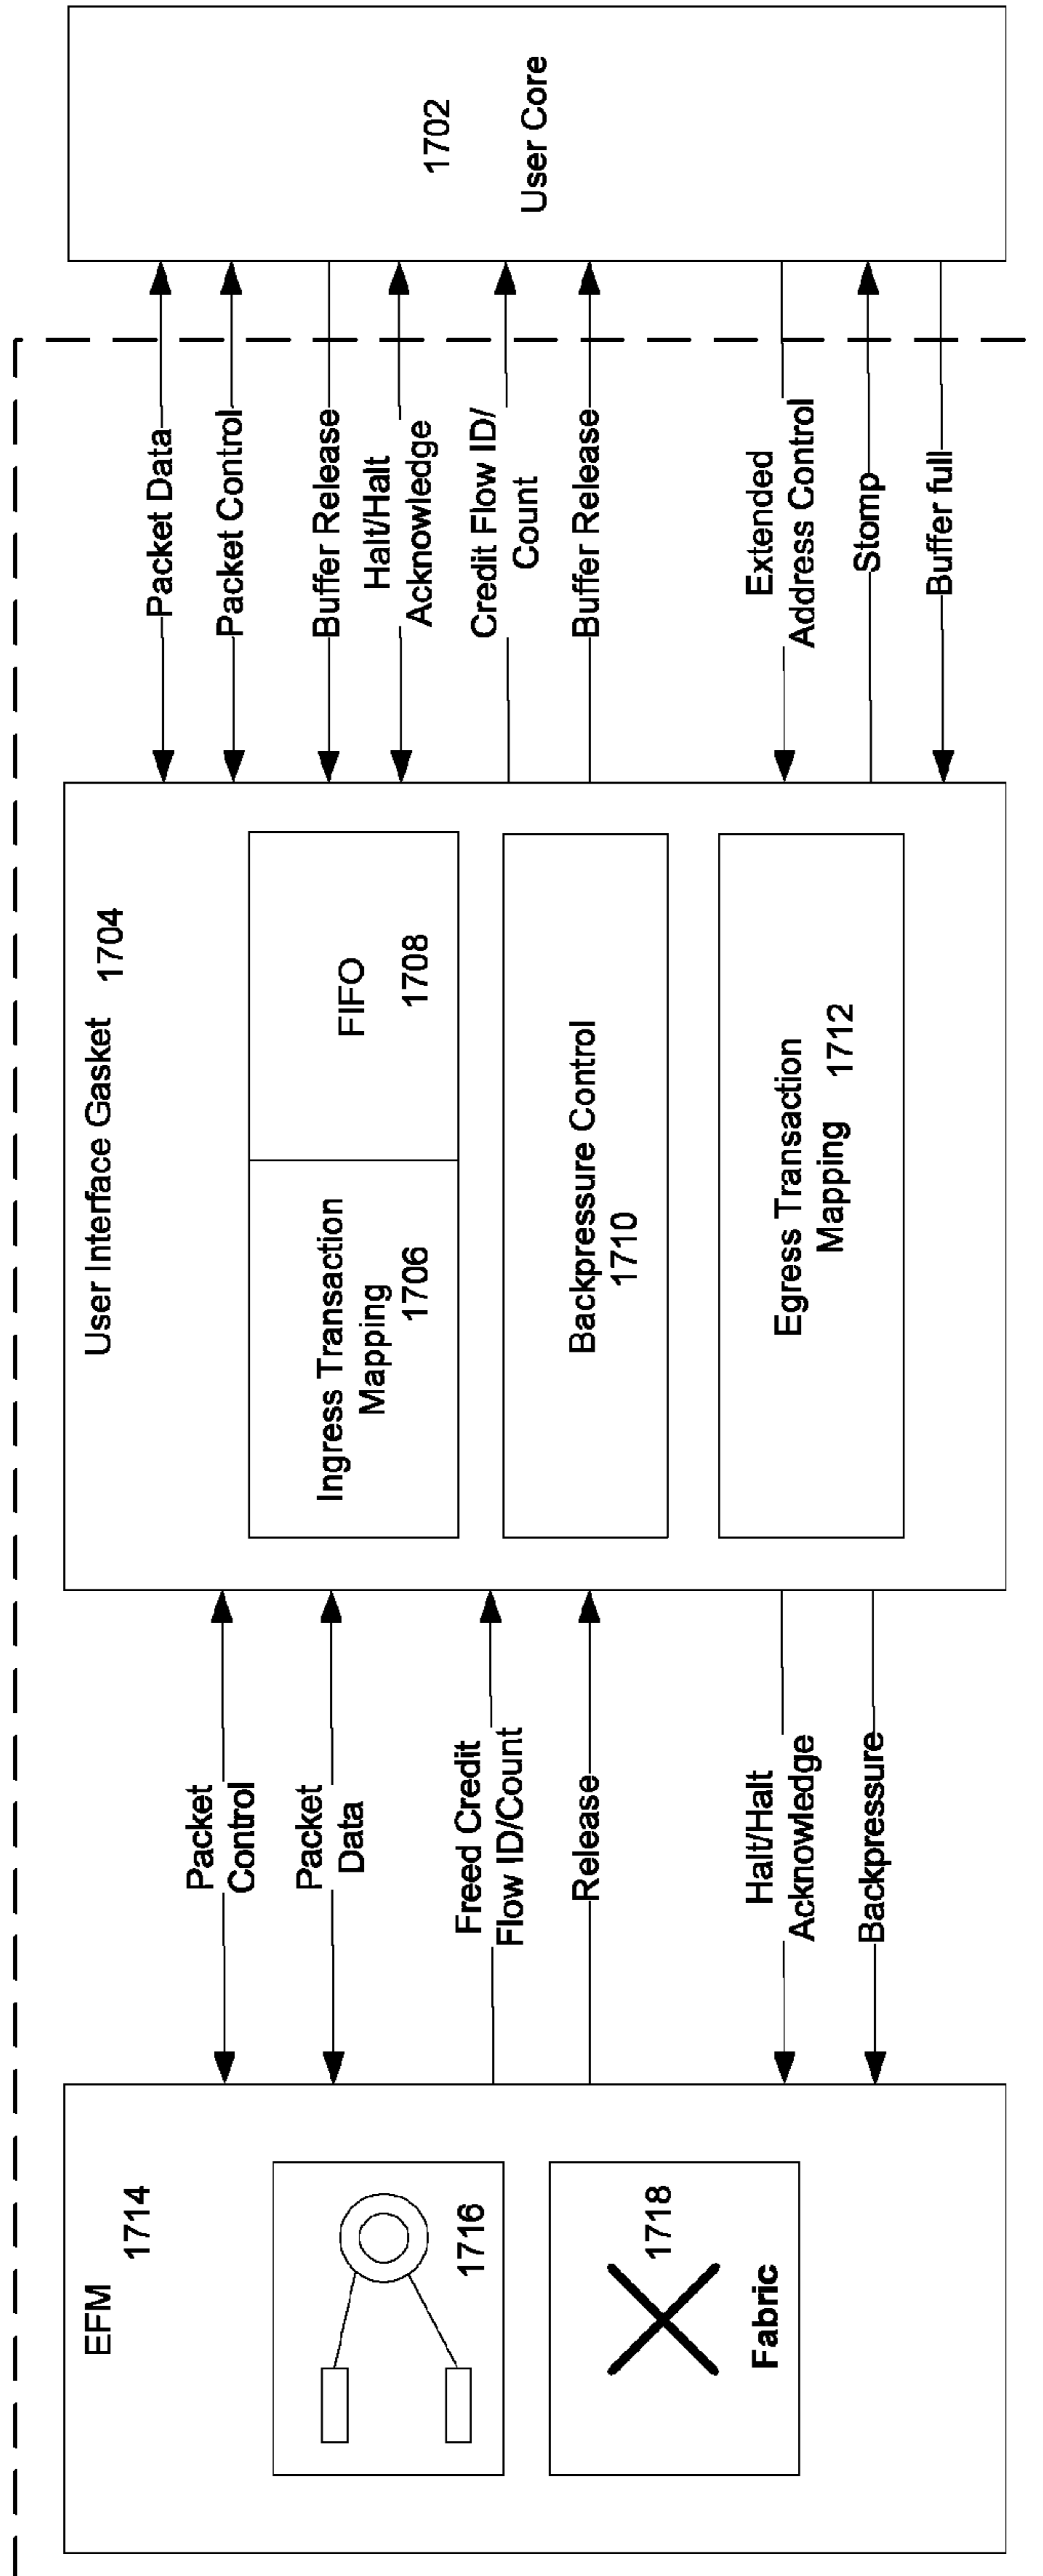 EFM
1714
1716
1718
Fabric
Packet
Control
Packet
Data
Freed Credit
Flow ID/Count
Release
Halt/Halt
Acknowledge
Backpressure
User Interface Gasket 1704
Ingress Transaction
Mapping
1706
FIFO
1708
Backpressure Control
1710
Egress Transaction
Mapping 1712
Packet Data
Packet Control
Buffer Release
Halt/Halt
Acknowledge
Credit Flow ID/
Count
Buffer Release
Extended
Address Control
Stomp
Buffer full
1702
User Core